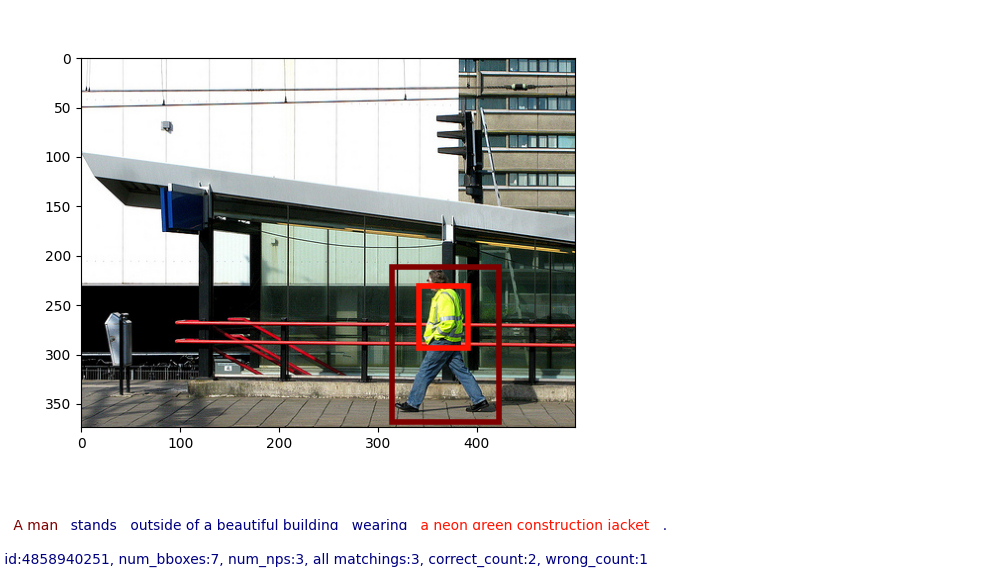 0
50
100
150
200
250
300
350
0 100 200 300 400
A man stands outside of a beautiful building wearing a neon green construction jacket .
id:4858940251, num_bboxes:7, num_nps:3, all matchings:3, correct_count:2, wrong_count:1